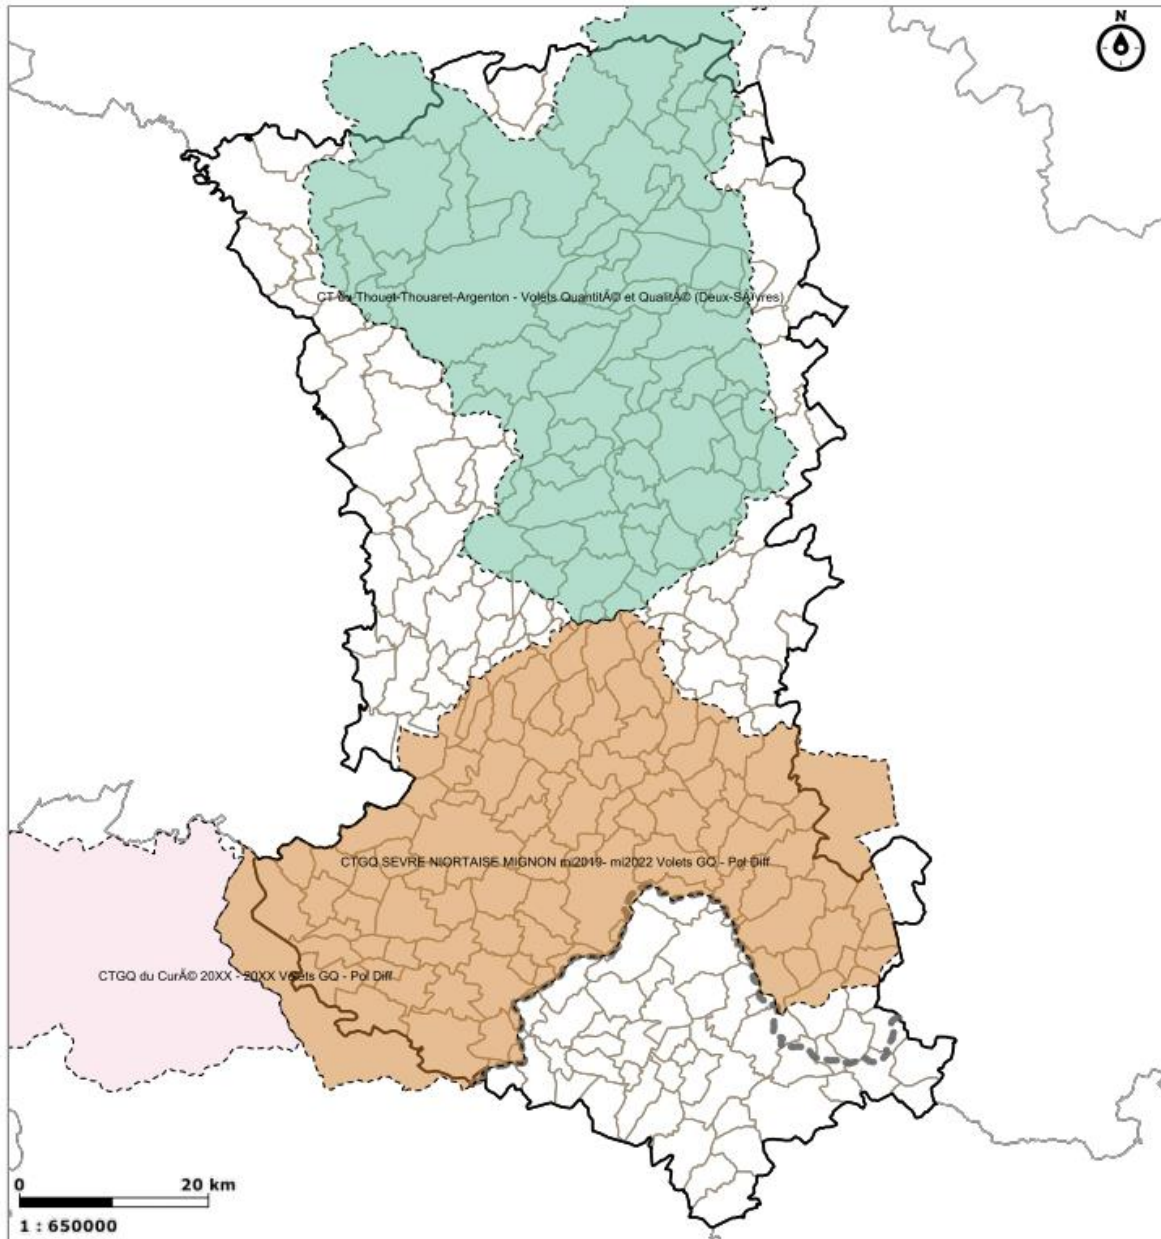 N
CT du Thouet-Thouaret-Argenton - Volets QuantitÃ© et QualitÃ© (Deux-SÃ¨vres)
CTGQ SEVRE NIORTAISE MIGNON mi2019- mi2022 Volets GQ - Pol Diff
CTGQ du CurÃ© 20XX - 20XX Volets GQ - Pol Diff
0 20 km
1 : 650000